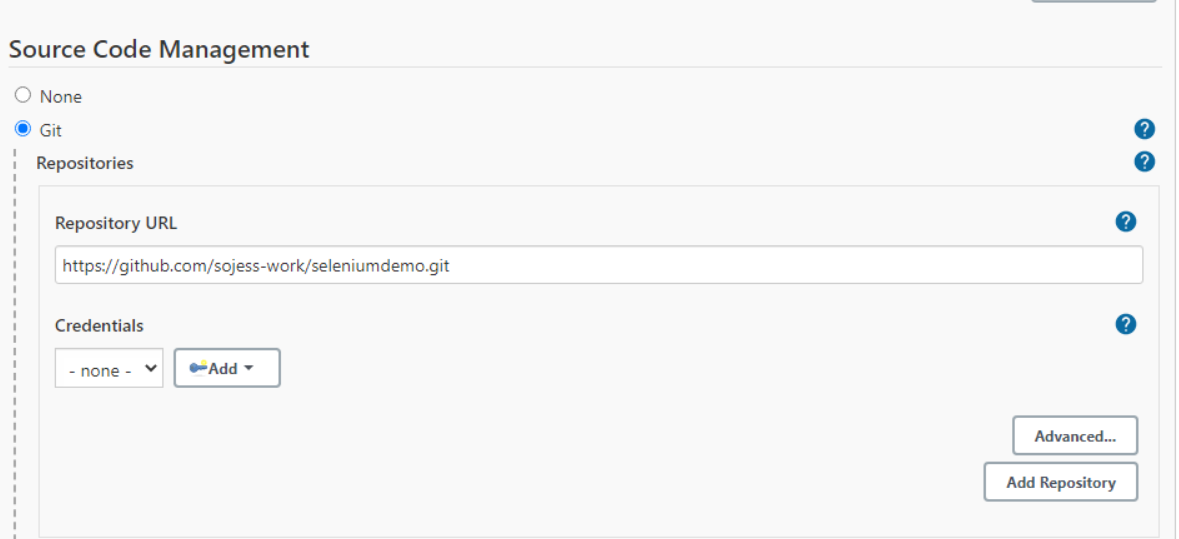 Source Code Management
None
Git
?
Repositories
?
Repository URL
?
https://github.com/sojess-work/seleniumdemo.git
Credentials
?
- none -
Add
Advanced...
Add Repository